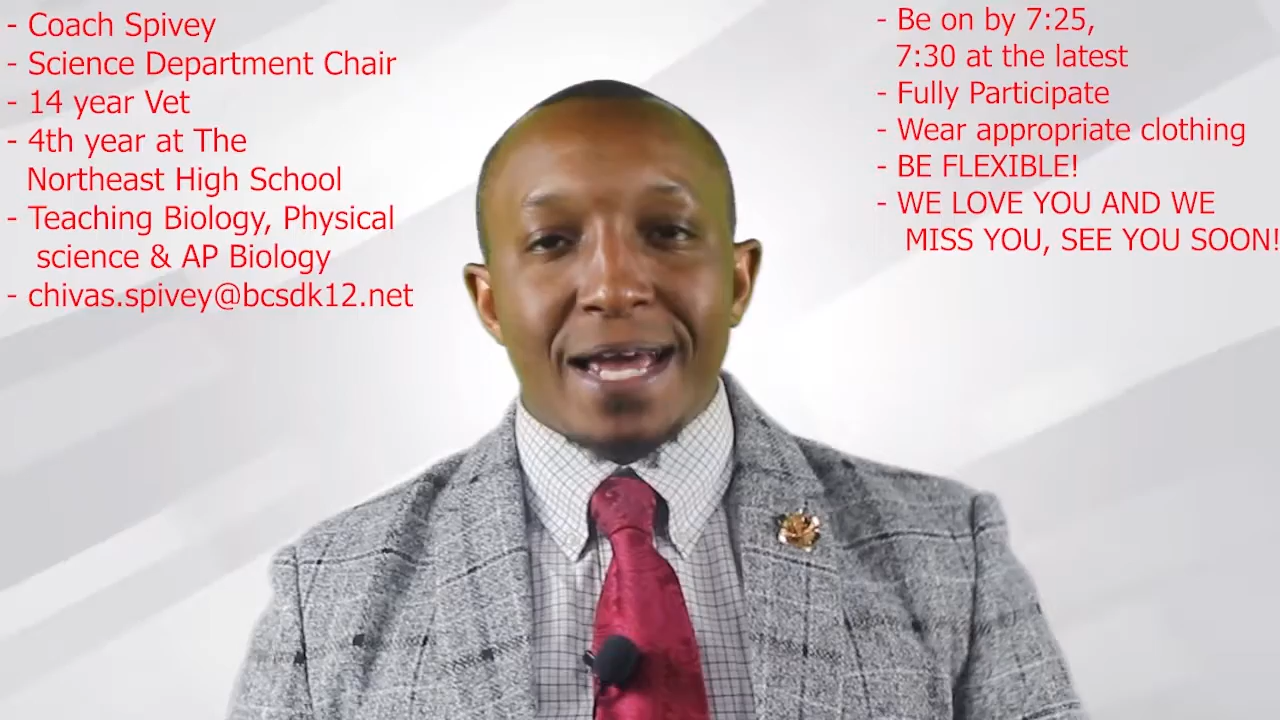 - Coach Spivey
- Science Department Chair
- 14 year Vet
- 4th year at The
Northeast High School
- Teaching Biology, Physical
science & AP Biology
- chivas.spivey@bcsdk12.net
- Be on by 7:25,
7:30 at the latest
- Fully Participate
- Wear appropriate clothing
- BE FLEXIBLE!
- WE LOVE YOU AND WE
MISS YOU, SEE YOU SOON!